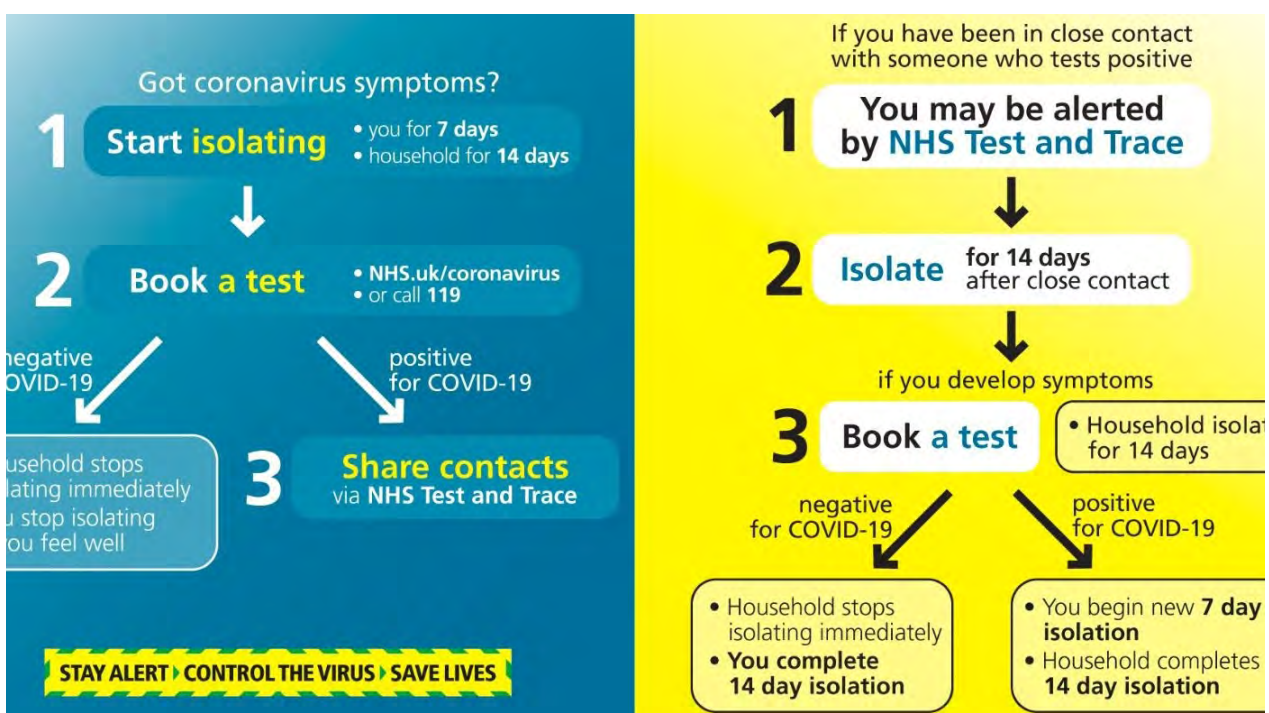 Got coronavirus symptoms?
1
Start isolating
• you for 7 days
• household for 14 days
2
Book a test
• NHS.uk/coronavirus
• or call 119
negative
COVID-19
positive
for COVID-19
stops
immediately
stop isolating
feel well
3
Share contacts
via NHS Test and Trace
STAY ALERT CONTROL THE VIRUS SAVE LIVES
If you have been in close contact
with someone who tests positive
1
You may be alerted
by NHS Test and Trace
2
Isolate
for 14 days
after close contact
if you develop symptoms
3
Book a test
• Household
for 14 days
negative
for COVID-19
positive
for COVID-19
• Household stops
isolating immediately
• You complete
14 day isolation
• You begin new 7 day
isolation
• Household completes
14 day isolation